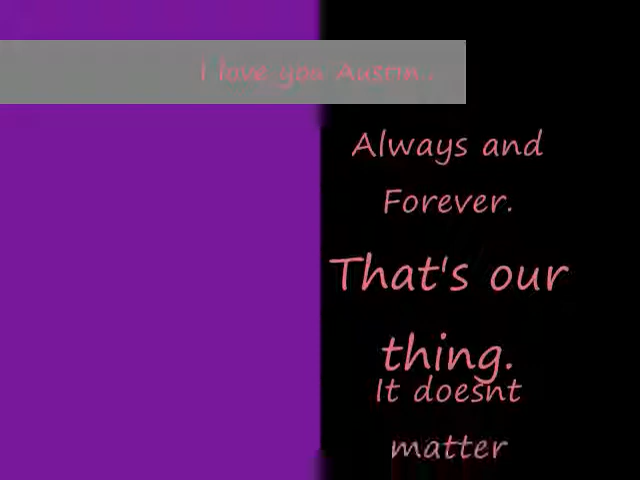 I love you Austin .
Always and
Forever.
That's our
thing.
It doesnt
matter